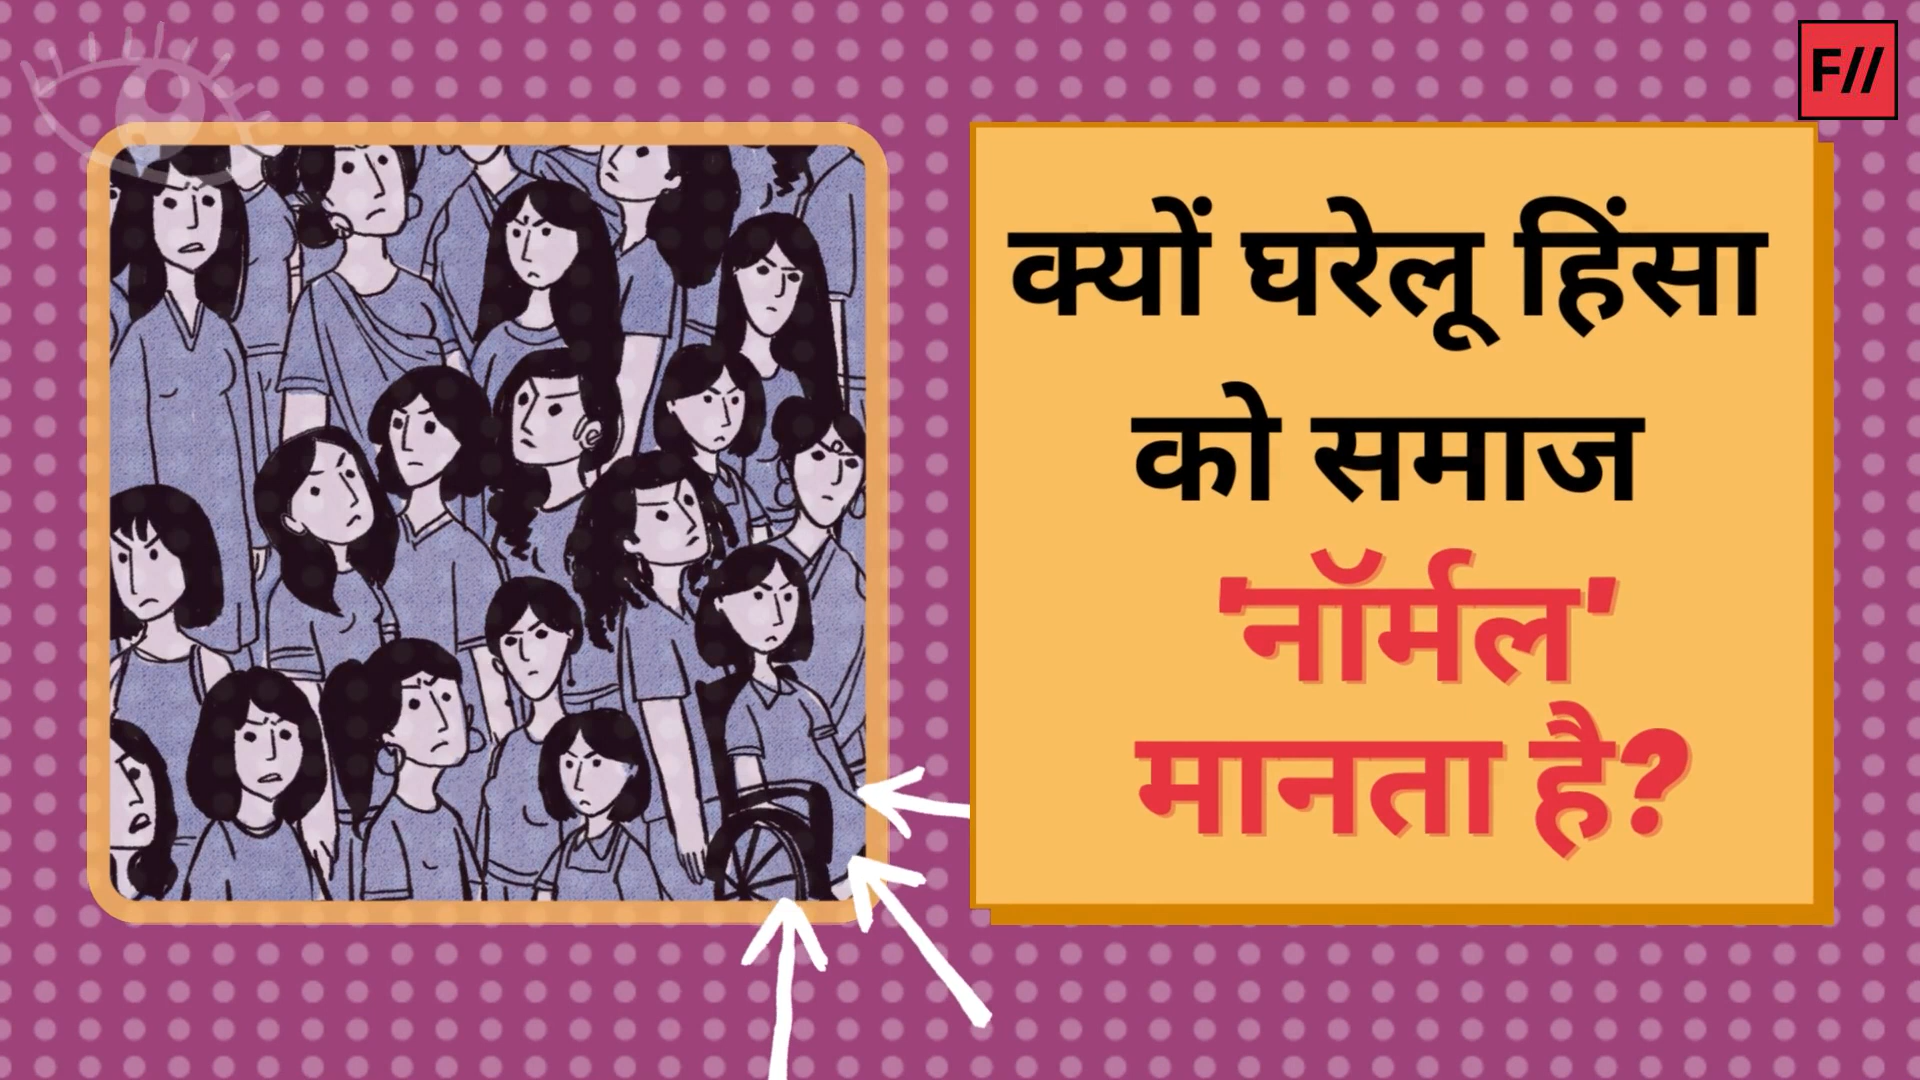 F//
क्यों घरेलू हिंसा
को समाज
'नॉर्मल'
मानता है?